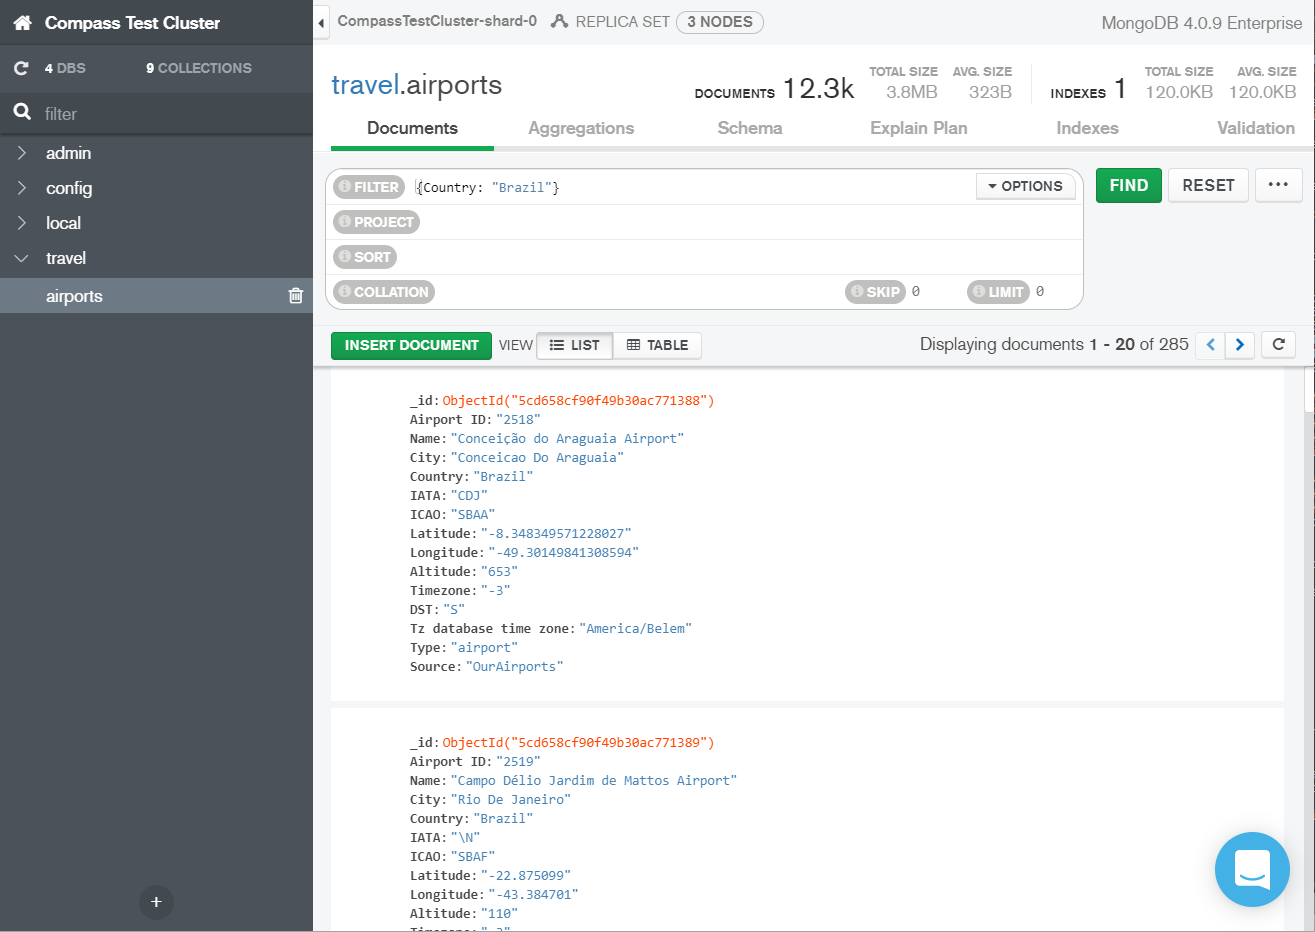 Compass Test Cluster
4 DBS 9 COLLECTIONS
filter
admin
config
local
travel
airports
CompassTestCluster-shard-0 REPLICA SET 3 NODES MongoDB 4.0.9 Enterprise
travel.airports
DOCUMENTS 12.3k TOTAL SIZE 3.8MB AVG. SIZE 323B INDEXES 1 TOTAL SIZE 120.0KB AVG. SIZE 120.0KB
Documents Aggregations Schema Explain Plan Indexes Validation
FILTER {Country: "Brazil"} OPTIONS FIND RESET ...
PROJECT
SORT
COLLATION SKIP 0 LIMIT 0
INSERT DOCUMENT VIEW LIST TABLE Displaying documents 1 - 20 of 285
_id: ObjectId("5cd658cf90f49b30ac771388")
Airport ID: "2518"
Name: "Conceição do Araguaia Airport"
City: "Conceicao Do Araguaia"
Country: "Brazil"
IATA: "CDJ"
ICAO: "SBAA"
Latitude: "-8.348349571228027"
Longitude: "-49.30149841308594"
Altitude: "653"
Timezone: "-3"
DST: "S"
Tz database time zone: "America/Belem"
Type: "airport"
Source: "OurAirports"
_id: ObjectId("5cd658cf90f49b30ac771389")
Airport ID: "2519"
Name: "Campo Délio Jardim de Mattos Airport"
City: "Rio De Janeiro"
Country: "Brazil"
IATA: "\N"
ICAO: "SBAF"
Latitude: "-22.875099"
Longitude: "-43.384701"
Altitude: "110"
Timezone: "-3"